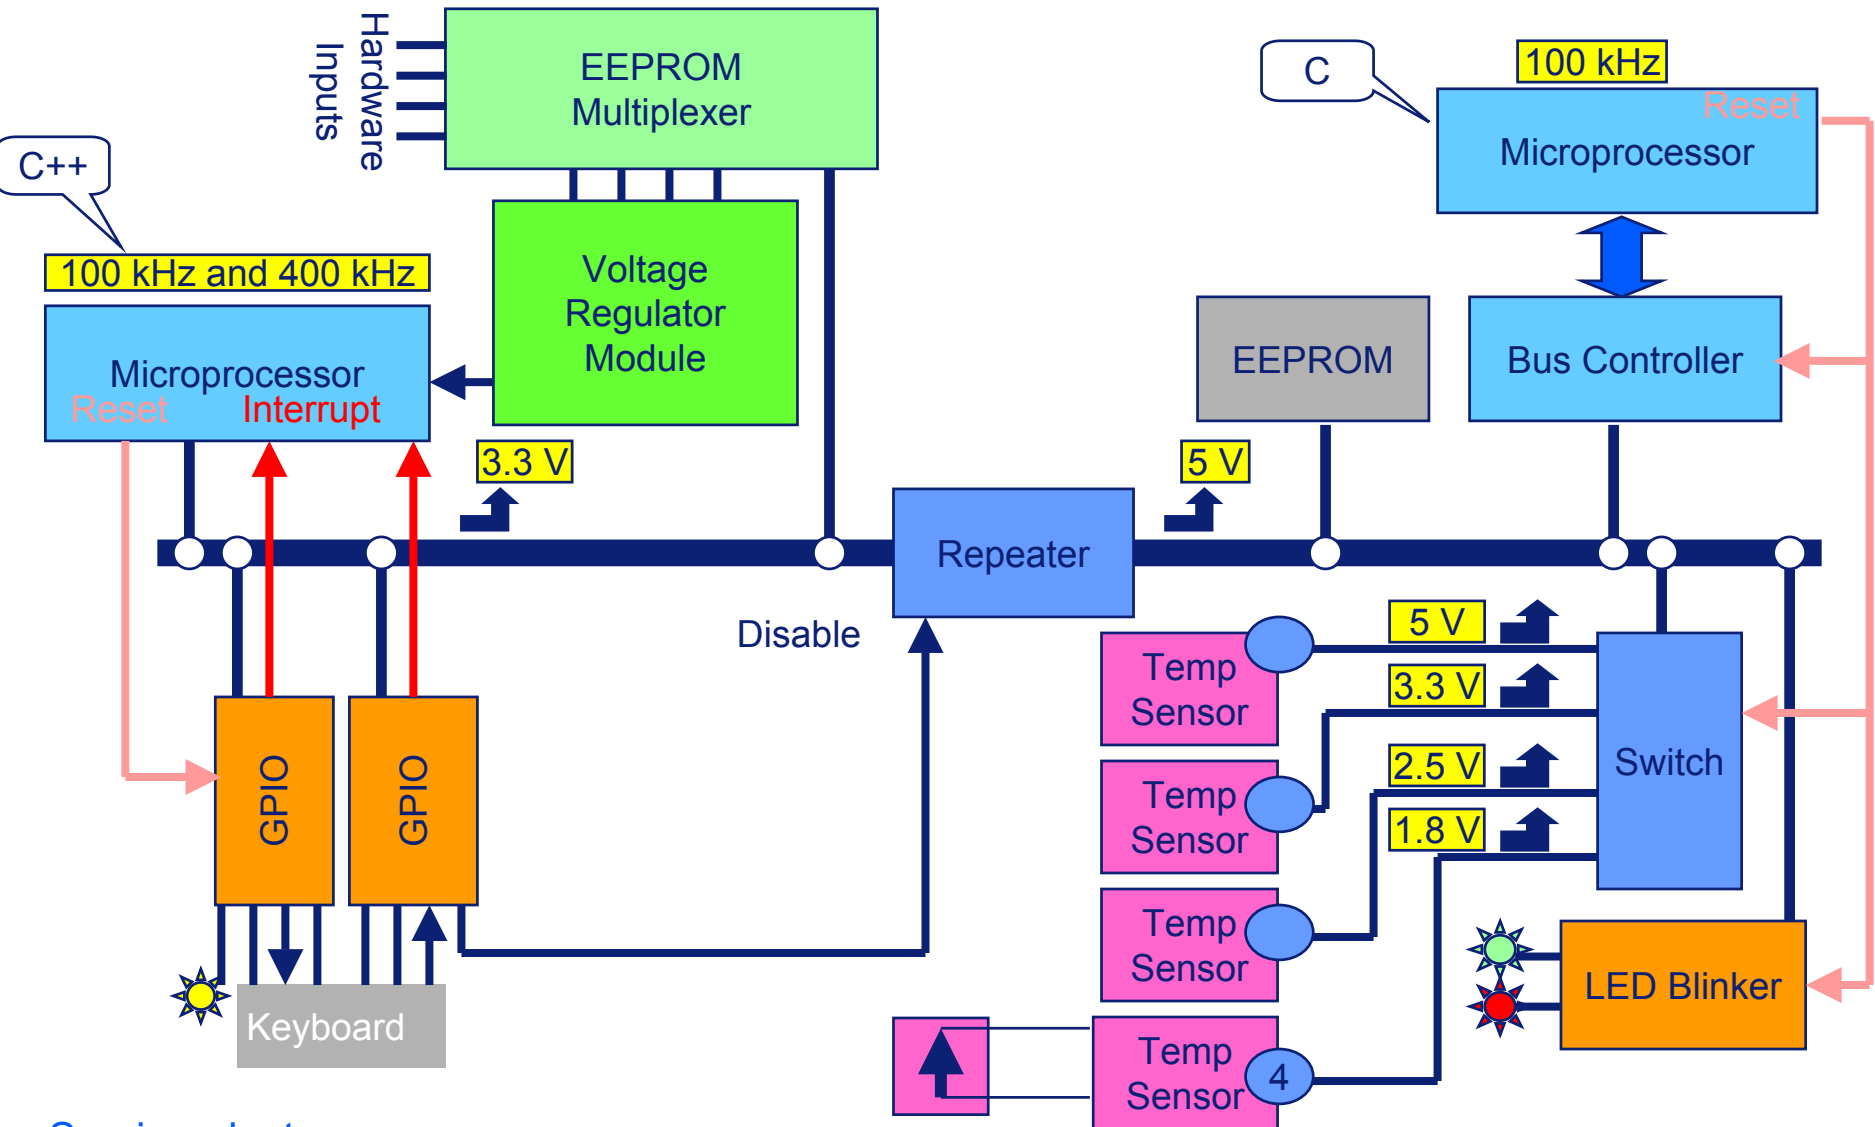 Hardware
Inputs
EEPROM
Multiplexer
C
100 kHz
Reset
Microprocessor
C++
100 kHz and 400 kHz
Voltage
Regulator
Module
Microprocessor
Reset
Interrupt
EEPROM
Bus Controller
3.3 V
5 V
Repeater
Disable
5 V
Temp
Sensor
3.3 V
Switch
2.5 V
Temp
Sensor
1.8 V
GPIO
GPIO
Temp
Sensor
LED Blinker
Keyboard
Temp
Sensor
4